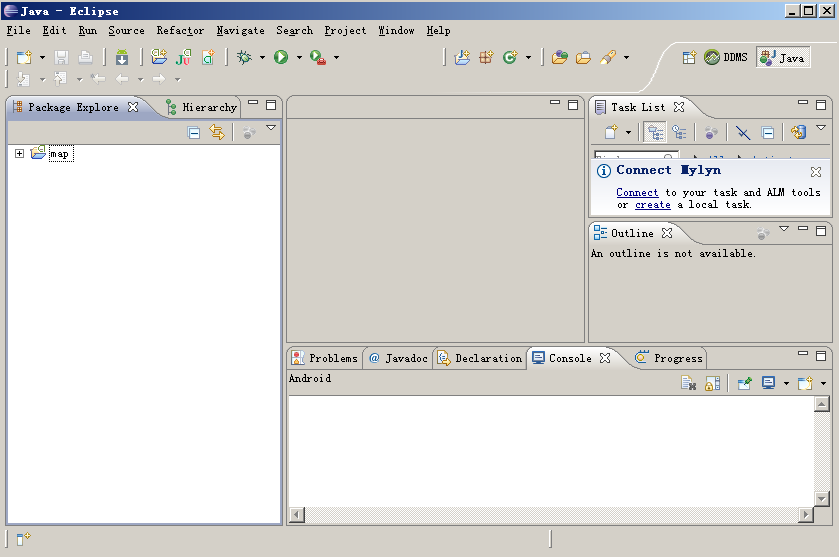 Java - Eclipse
File Edit Run Source Refactor Navigate Search Project Window Help
DDMS Java
Package Explore Hierarchy
Task List
map
Connect Mylyn
Connect to your task and ALM tools
or create a local task.
Outline
An outline is not available.
Problems @ Javadoc Declaration Console Progress
Android